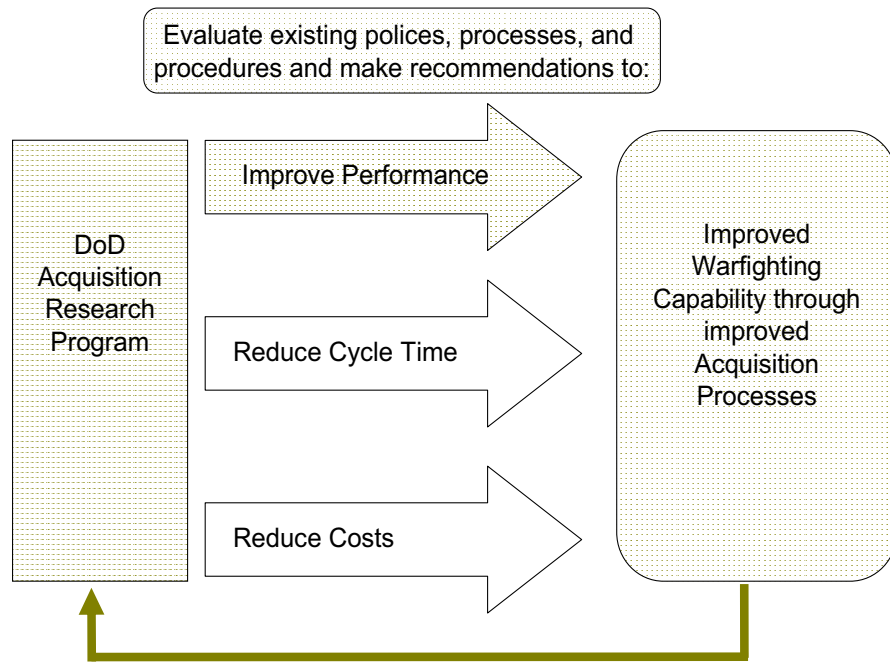 Evaluate existing polices, processes, and
procedures and make recommendations to:
Improve Performance
DoD
Acquisition
Research
Program
Improved
Warfighting
Capability through
improved
Acquisition
Processes
Reduce Cycle Time
Reduce Costs